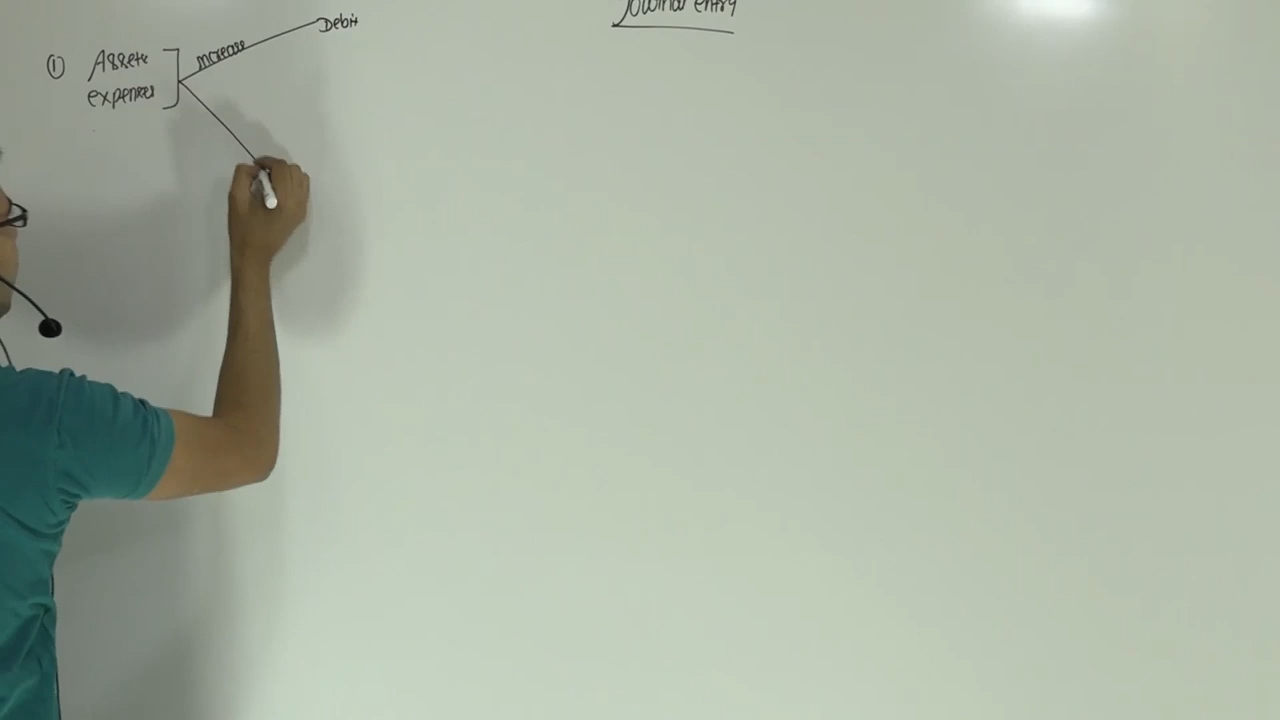 Journal entry
Debit
increase
① Assets
expenses